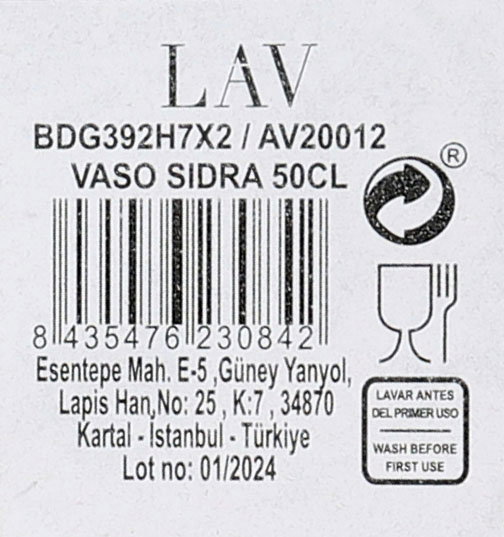 LAV
BDG392H7X2 / AV20012
VASO SIDRA 50CL
®
8 435476 230842
Esentepe Mah. E-5 ,Güney Yanyol,
Lapis Han,No: 25 , K:7 , 34870
Kartal - İstanbul - Türkiye
Lot no: 01/2024
LAVAR ANTES
DEL PRIMER USO
WASH BEFORE
FIRST USE